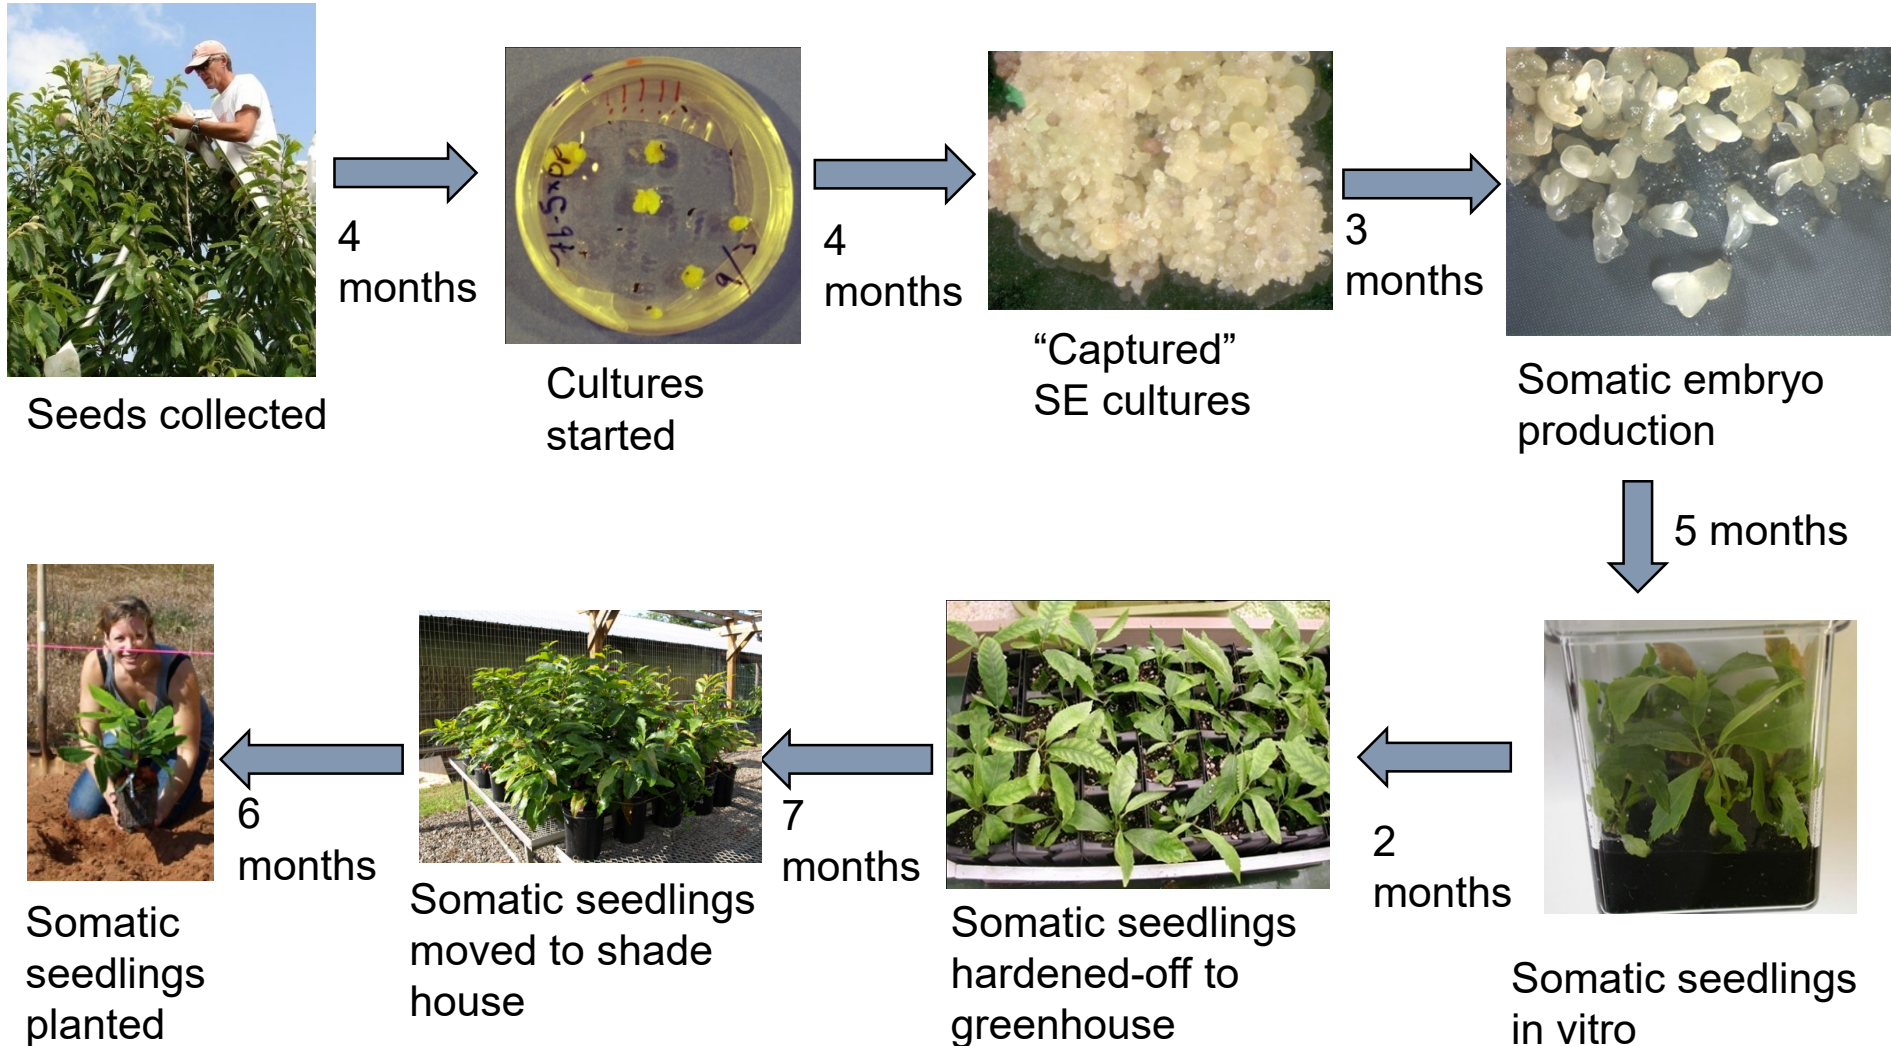 Seeds collected
4
months
Cultures
started
4
months
“Captured”
SE cultures
3
months
Somatic embryo
production
5 months
Somatic seedlings
in vitro
2
months
Somatic seedlings
hardened-off to
greenhouse
7
months
Somatic seedlings
moved to shade
house
6
months
Somatic
seedlings
planted
9/3